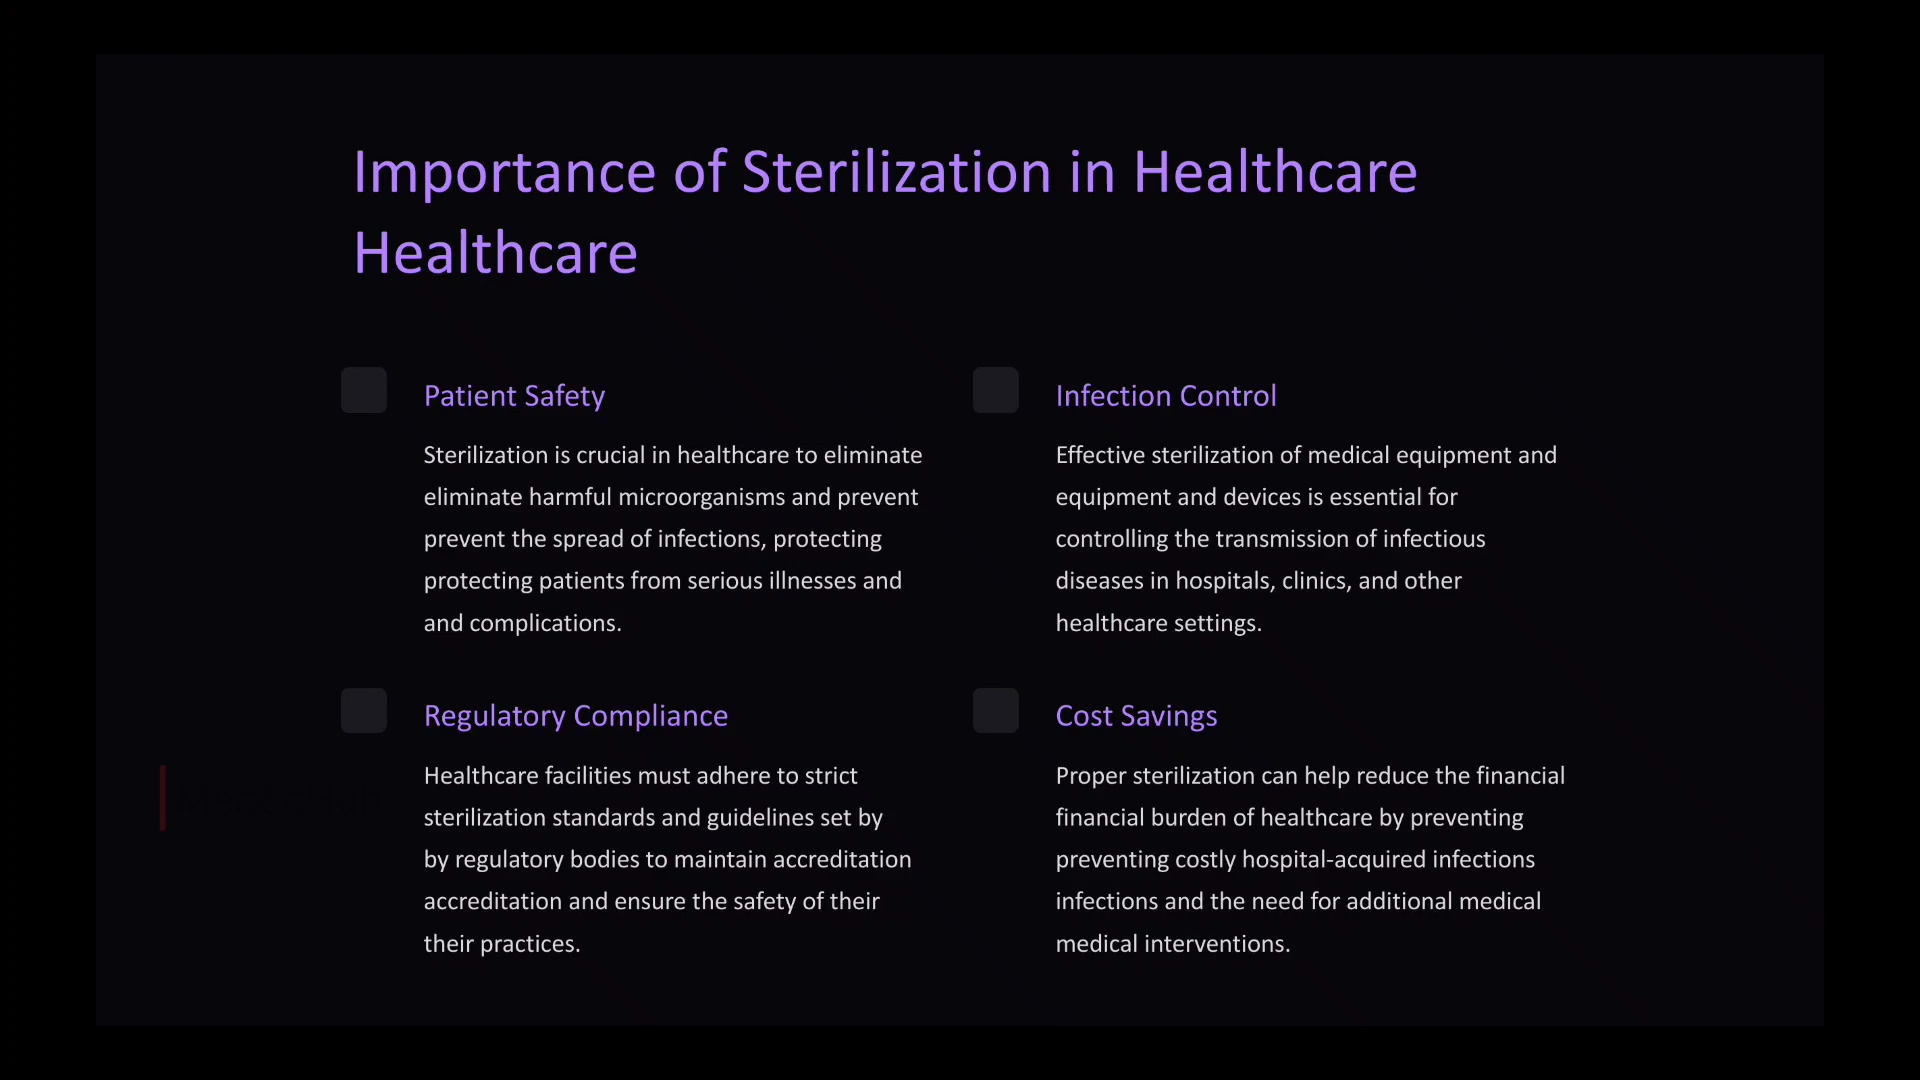 Importance of Sterilization in Healthcare
Healthcare
Patient Safety
Sterilization is crucial in healthcare to eliminate
eliminate harmful microorganisms and prevent
prevent the spread of infections, protecting
protecting patients from serious illnesses and
and complications.
Infection Control
Effective sterilization of medical equipment and
equipment and devices is essential for
controlling the transmission of infectious
diseases in hospitals, clinics, and other
healthcare settings.
Regulatory Compliance
Healthcare facilities must adhere to strict
sterilization standards and guidelines set by
by regulatory bodies to maintain accreditation
accreditation and ensure the safety of their
their practices.
Cost Savings
Proper sterilization can help reduce the financial
financial burden of healthcare by preventing
preventing costly hospital-acquired infections
infections and the need for additional medical
medical interventions.